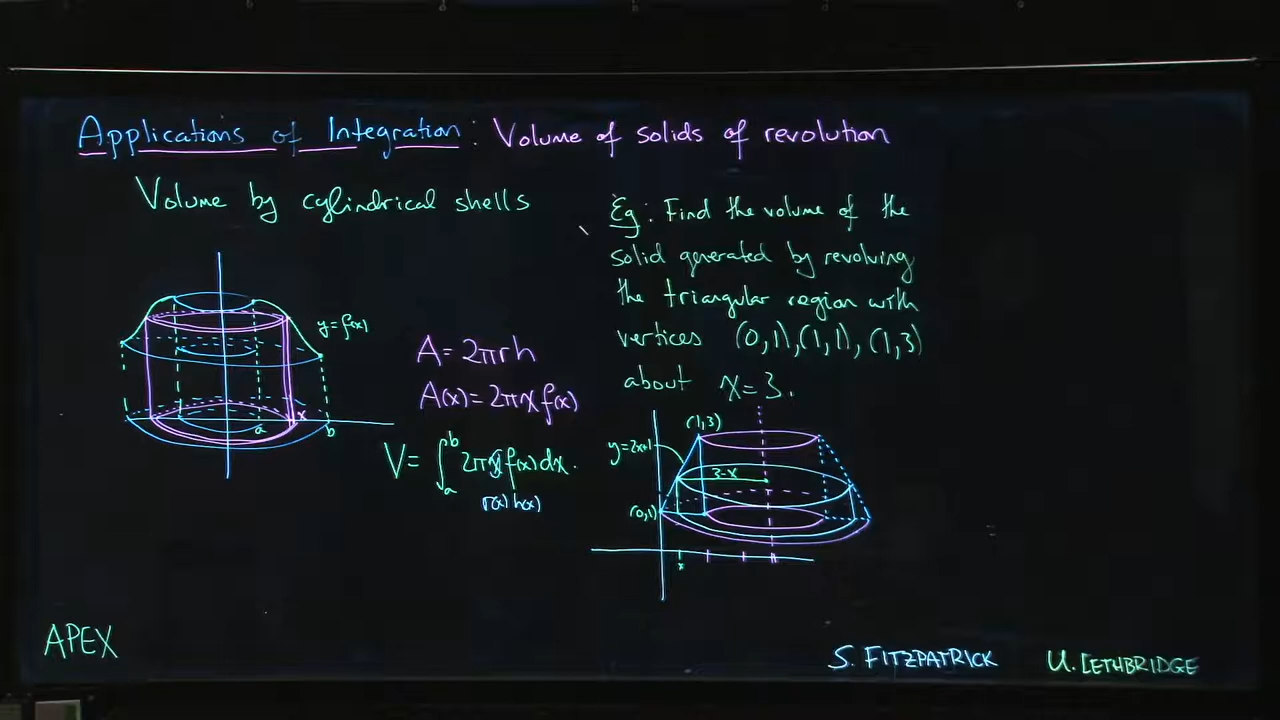 Applications of Integration: Volume of solids of revolution
Volume by cylindrical shells
y=f(x)
a
x
b
A=2πrh
A(x)=2πx f(x)
V=∫_a^b 2πx f(x)dx.
r(x) h(x)
Eg: Find the volume of the
solid generated by revolving
the triangular region with
vertices (0,1),(1,1),(1,3)
about x=3.
(1,3)
y=2x+1
3-x
(0,1)
x
APEX
S. FITZPATRICK
U. LETHBRIDGE